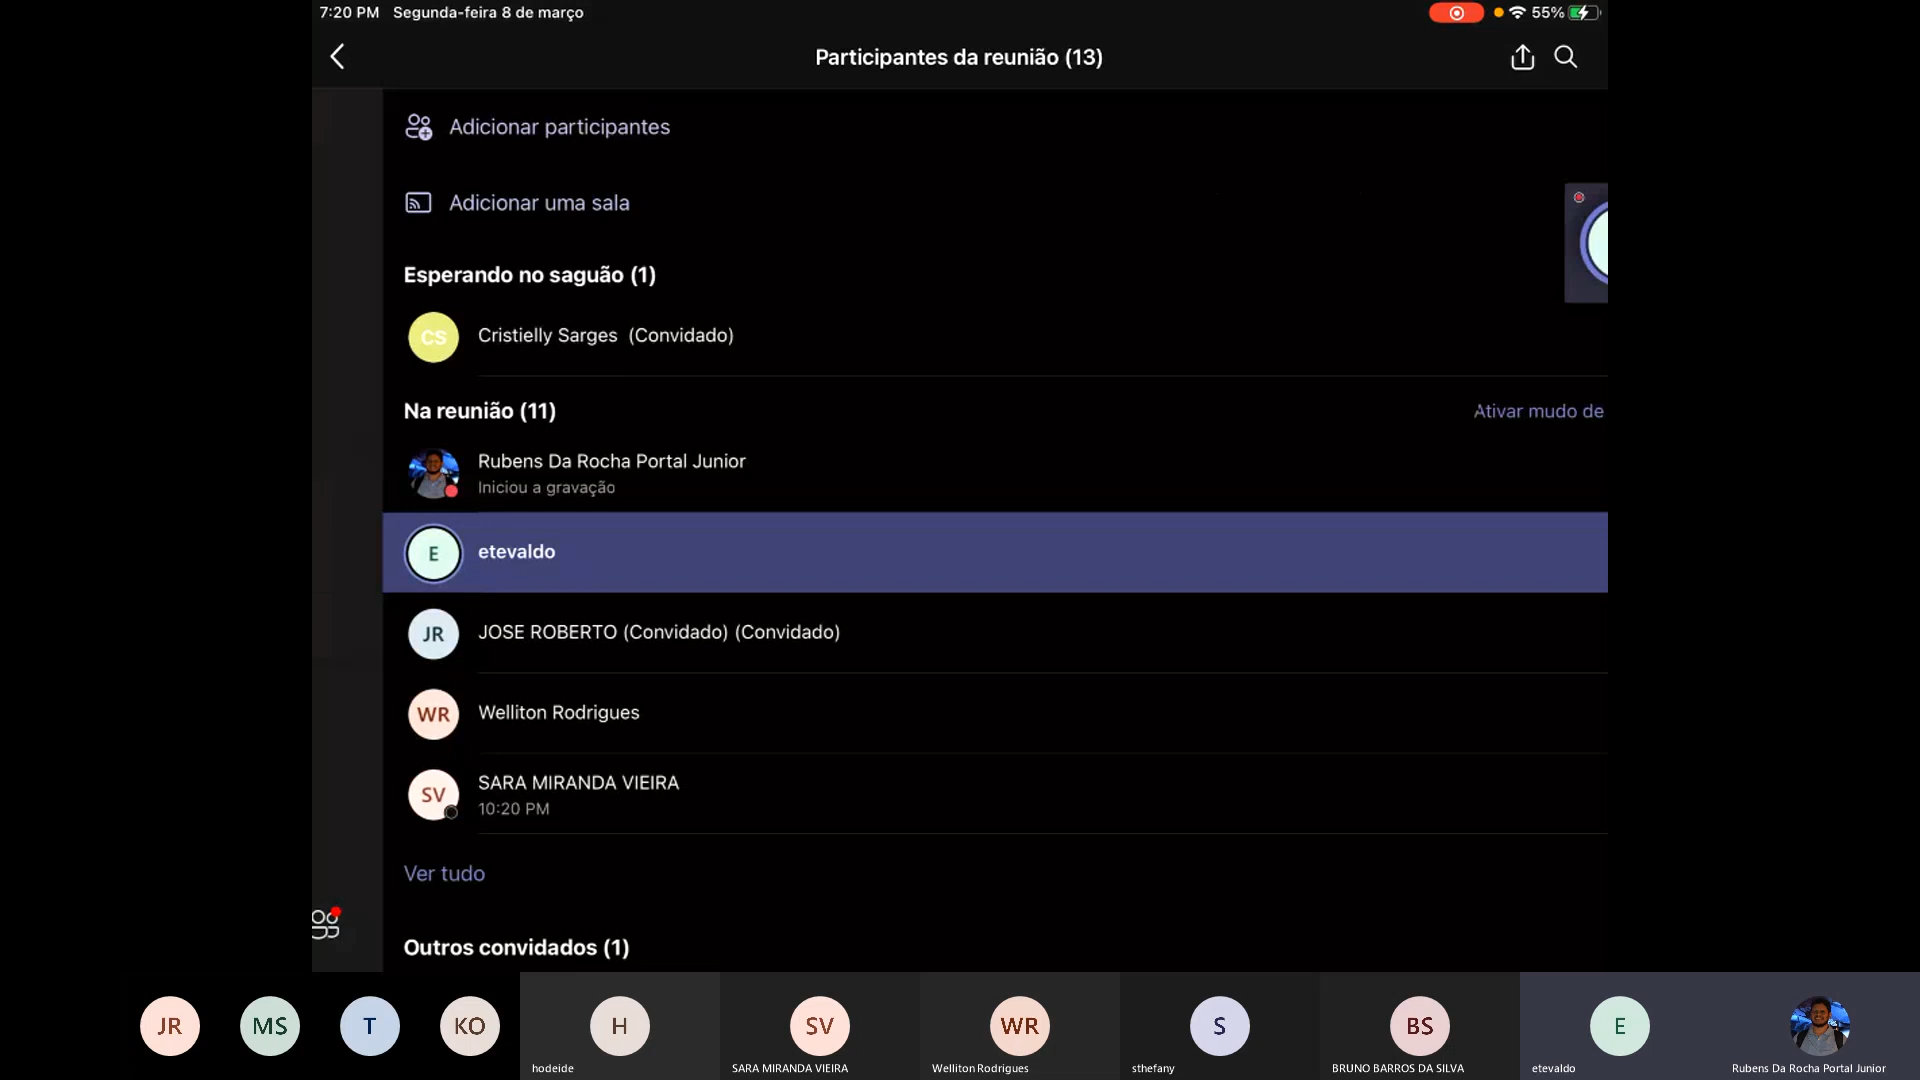 7:20 PM Segunda-feira 8 de março
55%
Participantes da reunião (13)
Adicionar participantes
Adicionar uma sala
Esperando no saguão (1)
CS
Cristielly Sarges (Convidado)
Na reunião (11)
Ativar mudo de
Rubens Da Rocha Portal Junior
Iniciou a gravação
E
etevaldo
JR
JOSE ROBERTO (Convidado) (Convidado)
WR
Welliton Rodrigues
SV
SARA MIRANDA VIEIRA
10:20 PM
Ver tudo
Outros convidados (1)
JR MS T KO H SV WR S BS E
hodeide SARA MIRANDA VIEIRA Welliton Rodrigues sthefany BRUNO BARROS DA SILVA etevaldo Rubens Da Rocha Portal Junior